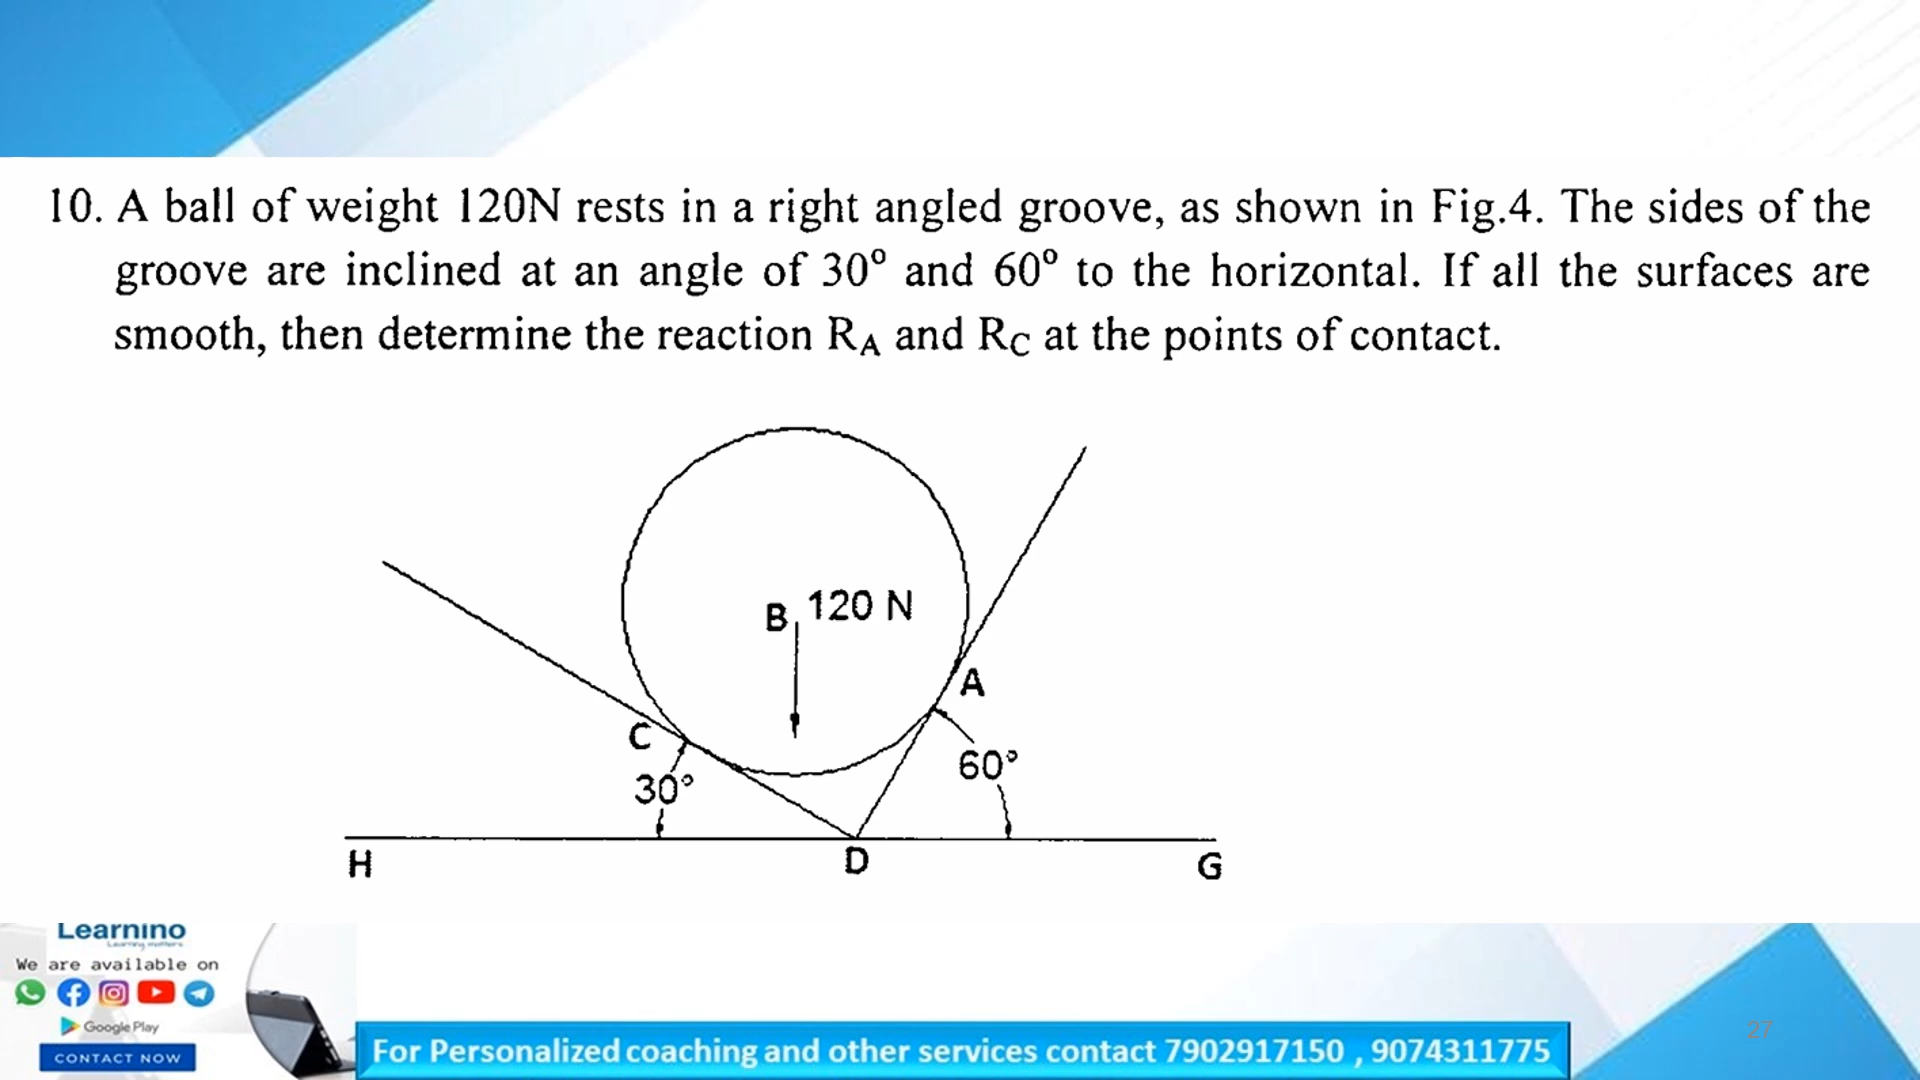 10. A ball of weight 120N rests in a right angled groove, as shown in Fig.4. The sides of the
groove are inclined at an angle of 30° and 60° to the horizontal. If all the surfaces are
smooth, then determine the reaction RA and RC at the points of contact.
B 120 N
A
C
60°
30°
H D G
Learnino
Learning matters
We are available on
Google Play
CONTACT NOW
For Personalized coaching and other services contact 7902917150 , 9074311775
27